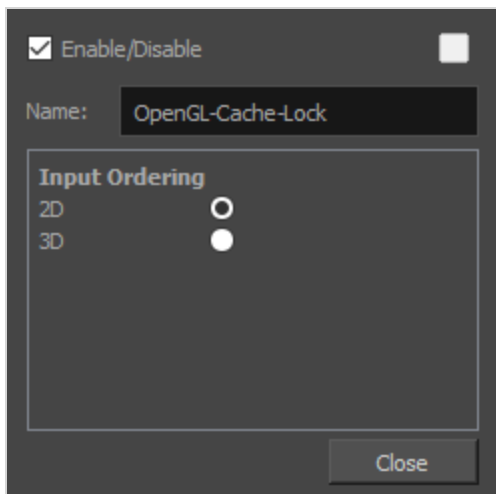 Enable/Disable
Name: OpenGL-Cache-Lock
Input Ordering
2D
3D
Close